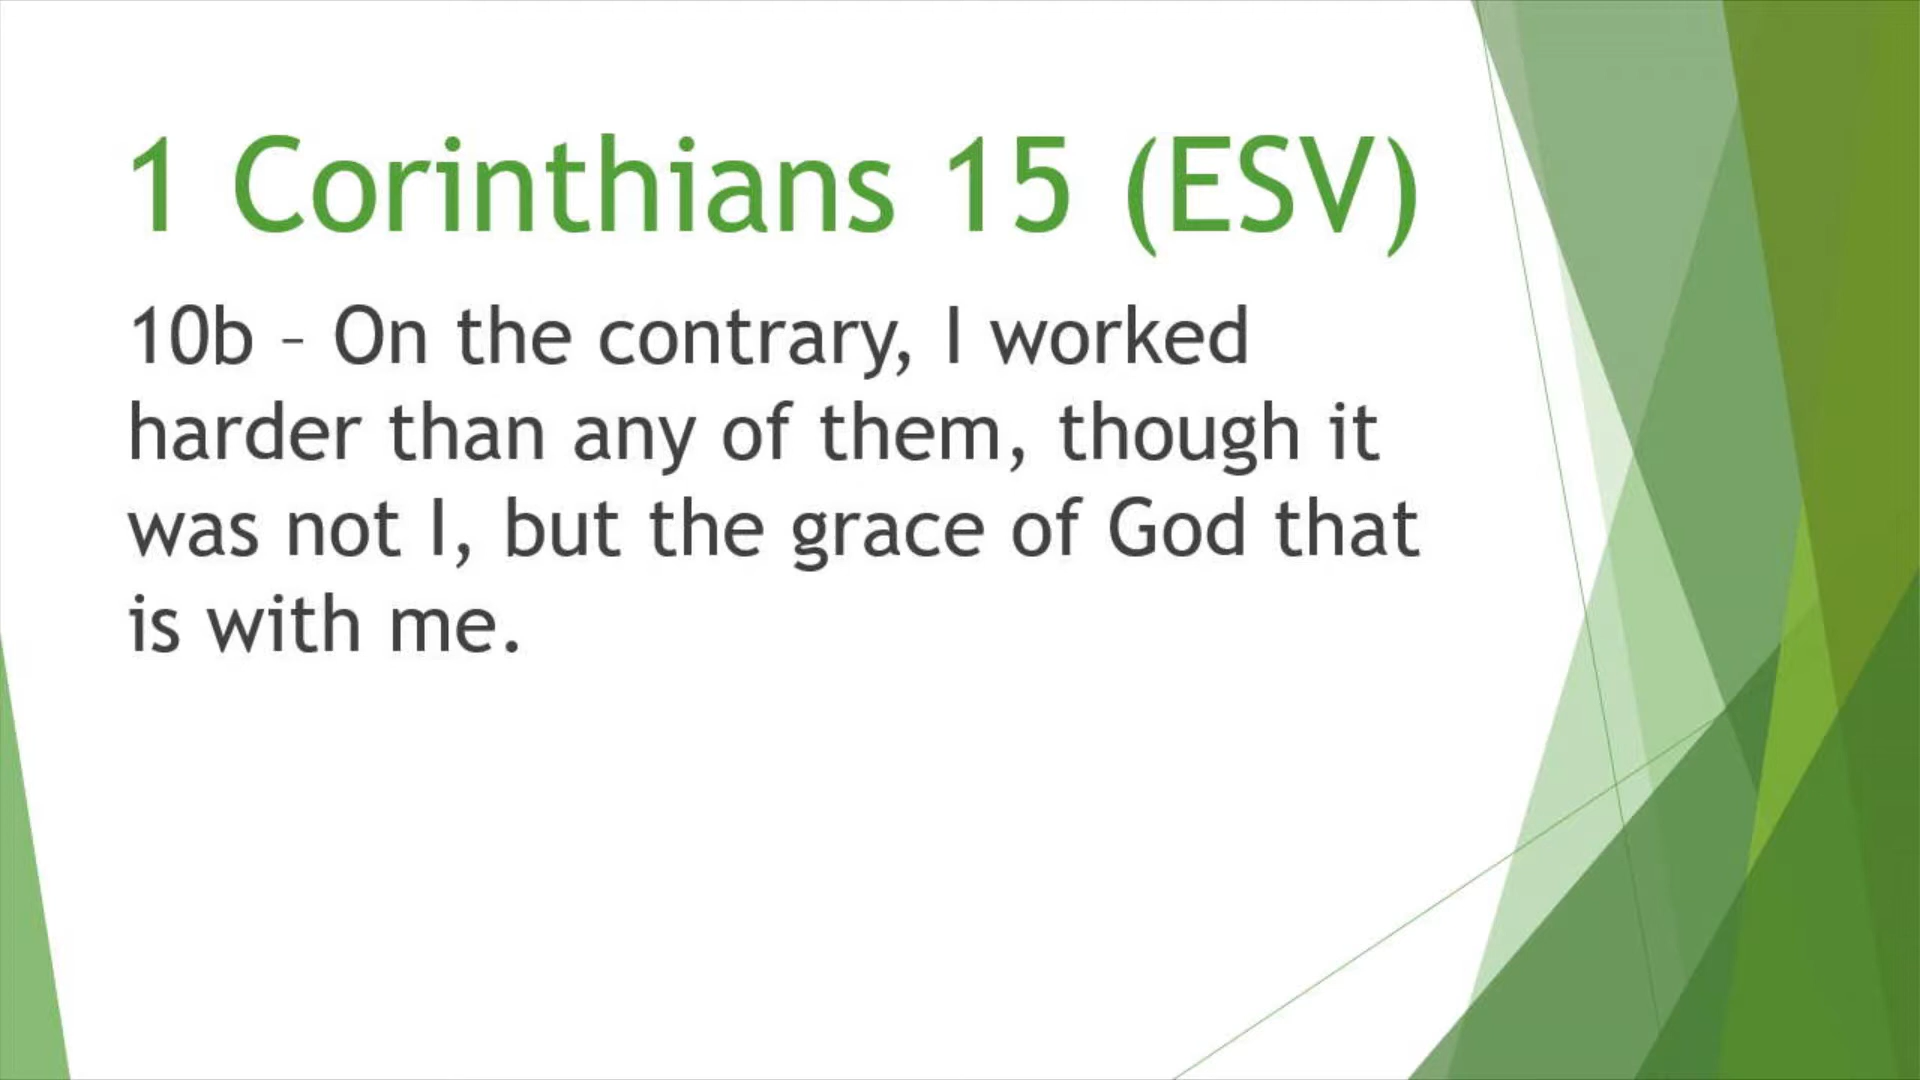 1 Corinthians 15 (ESV)
10b – On the contrary, I worked
harder than any of them, though it
was not I, but the grace of God that
is with me.